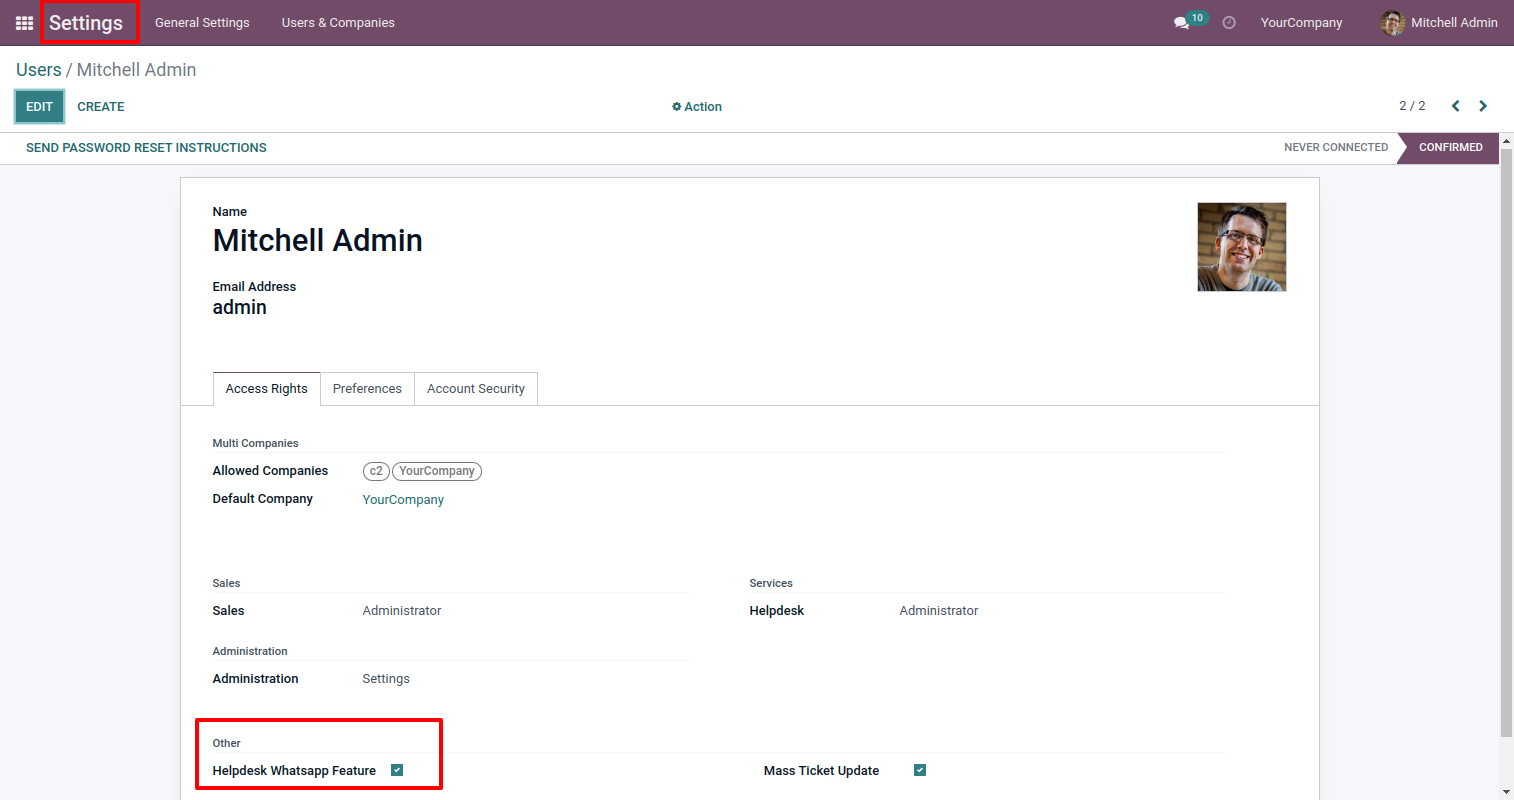 Settings General Settings Users & Companies 10 YourCompany Mitchell Admin
Users / Mitchell Admin
EDIT CREATE Action 2 / 2
SEND PASSWORD RESET INSTRUCTIONS NEVER CONNECTED CONFIRMED
Name
Mitchell Admin
Email Address
admin
Access Rights Preferences Account Security
Multi Companies
Allowed Companies c2 YourCompany
Default Company YourCompany
Sales Services
Sales Administrator Helpdesk Administrator
Administration
Administration Settings
Other
Helpdesk Whatsapp Feature Mass Ticket Update